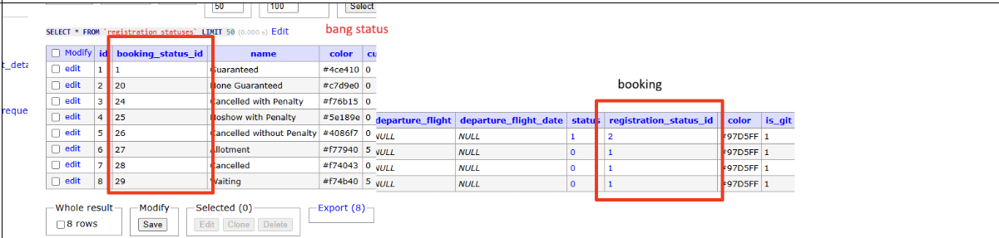 50 100 Select
SELECT * FROM `registration_statuses` LIMIT 50 (0.000 s) Edit
bang status
Modify id booking_status_id name color cu
edit 1 1 Guaranteed #4ce410 0
edit 2 20 None Guaranteed #c7d9e0 0
edit 3 24 Cancelled with Penalty #f76b15 0
edit 4 25 Noshow with Penalty #5e189e 0
edit 5 26 Cancelled without Penalty #4086f7 0
edit 6 27 Allotment #f77940 5
edit 7 28 Cancelled #f74043 0
edit 8 29 Waiting #f74b40 5
t_deta
reque
booking
departure_flight departure_flight_date status registration_status_id color is_git
NULL NULL 1 2 #97D5FF 1
NULL NULL 0 1 #97D5FF 1
NULL NULL 0 1 #97D5FF 1
NULL NULL 0 1 #97D5FF 1
Whole result Modify Selected (0) Export (8)
8 rows Save Edit Clone Delete